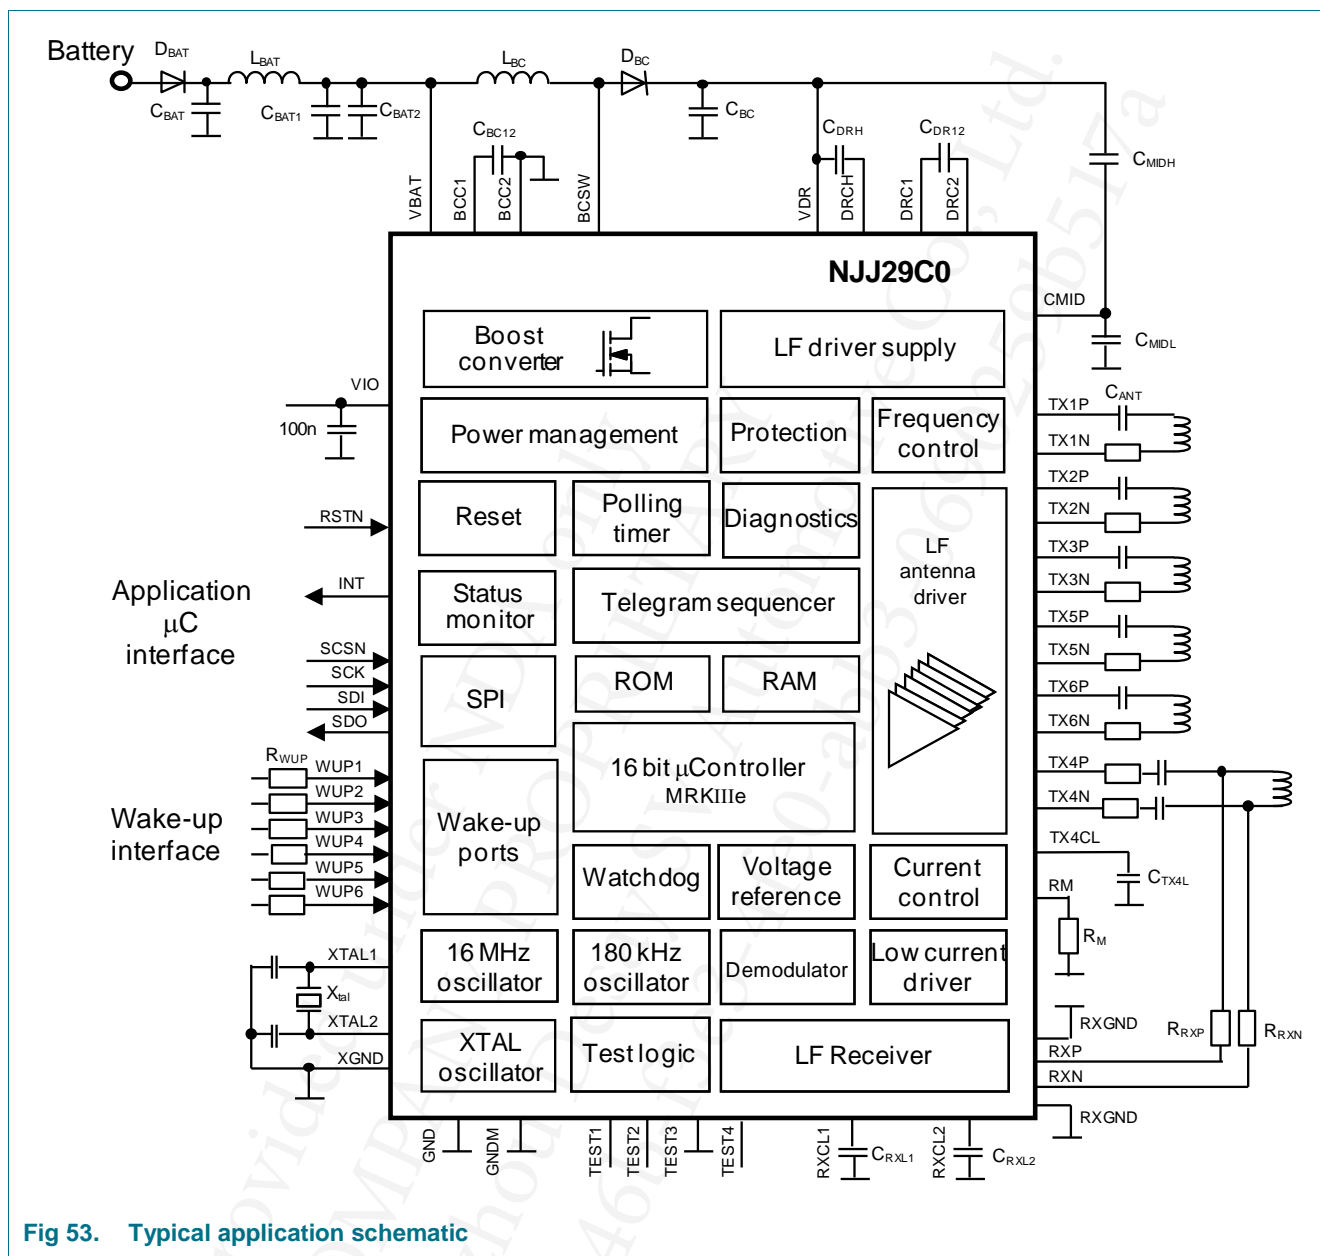 Battery
DBAT
LBAT
LBC
DBC
CBAT
CBAT1
CBAT2
CBC12
CBC
CDRH
CDR12
CMIDH
VBAT
BCC1
BCC2
BCSW
VDR
DRCH
DRC1
DRC2
NJJ29C0
CMID
CMIDL
Boost
converter
LF driver supply
VIO
100n
Power management
Protection
Frequency
control
TX1P
CANT
TX1N
TX2P
TX2N
TX3P
TX3N
TX5P
TX5N
TX6P
TX6N
TX4P
TX4N
TX4CL
CTX4L
RM
RM
RSTN
Reset
Polling
timer
Diagnostics
LF
antenna
driver
Application
μC
interface
INT
Status
monitor
Telegram sequencer
SCSN
SCK
SDI
SDO
SPI
ROM
RAM
16 bit μController
MRKIIIe
Wake-up
interface
RWUP
WUP1
WUP2
WUP3
WUP4
WUP5
WUP6
Wake-up
ports
Watchdog
Voltage
reference
Current
control
XTAL1
Xtal
XTAL2
XGND
16 MHz
oscillator
180 kHz
oscillator
Demodulator
Low current
driver
XTAL
oscillator
Test logic
LF Receiver
RXGND
RXP
RXN
RXGND
RRXP
RRXN
GND
GNDM
TEST1
TEST2
TEST3
TEST4
RXCL1
CRXL1
RXCL2
CRXL2
Fig 53. Typical application schematic